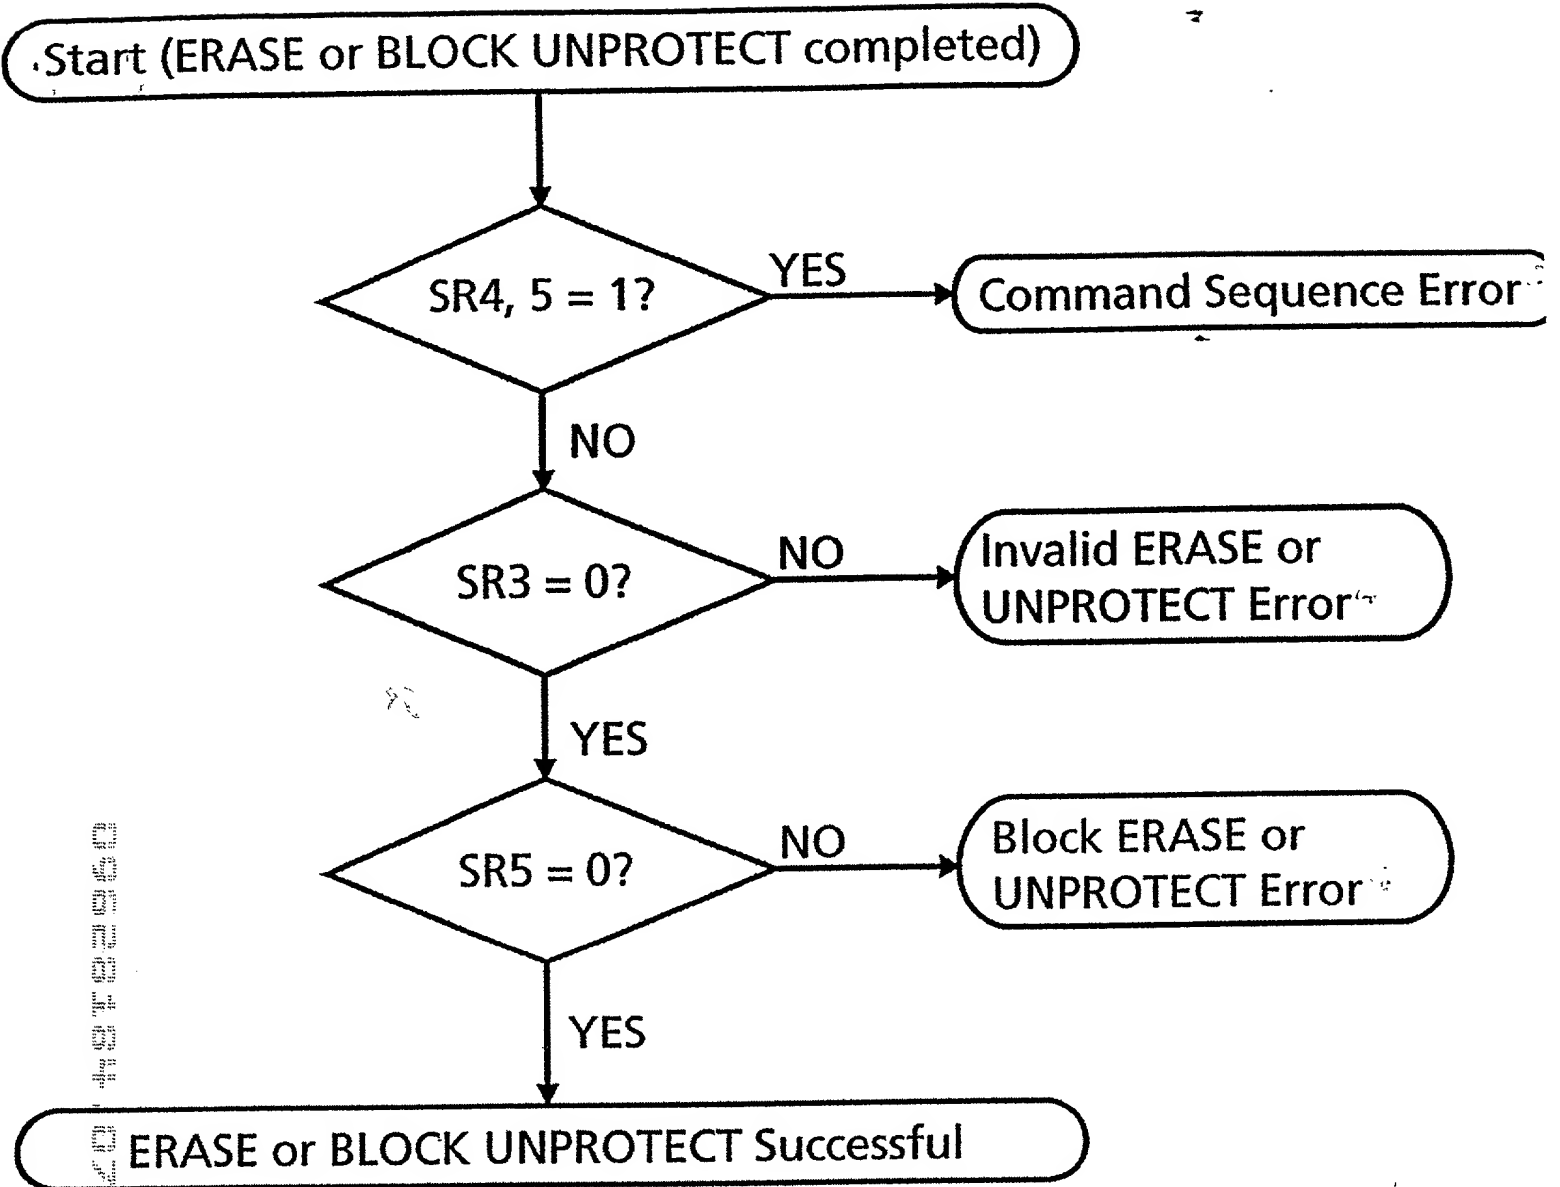 Start (ERASE or BLOCK UNPROTECT completed)
SR4, 5 = 1?
YES
Command Sequence Error
NO
SR3 = 0?
NO
Invalid ERASE or
UNPROTECT Error
YES
SR5 = 0?
NO
Block ERASE or
UNPROTECT Error
YES
ERASE or BLOCK UNPROTECT Successful